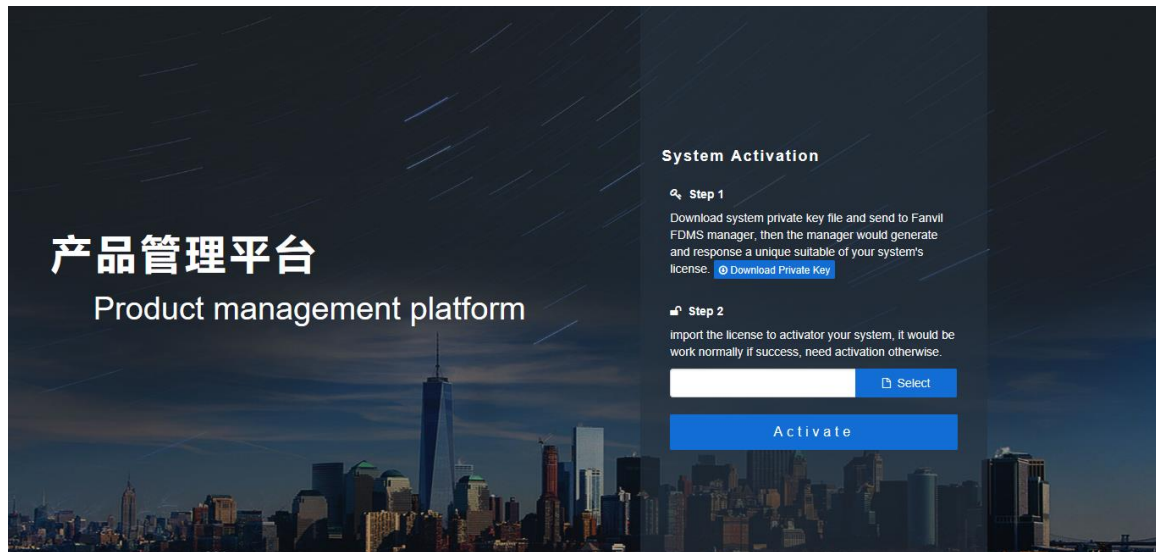 产品管理平台
Product management platform
System Activation
Step 1
Download system private key file and send to Fanvil
FDMS manager, then the manager would generate
and response a unique suitable of your system's
license. Download Private Key
Step 2
import the license to activator your system, it would be
work normally if success, need activation otherwise.
Select
Activate